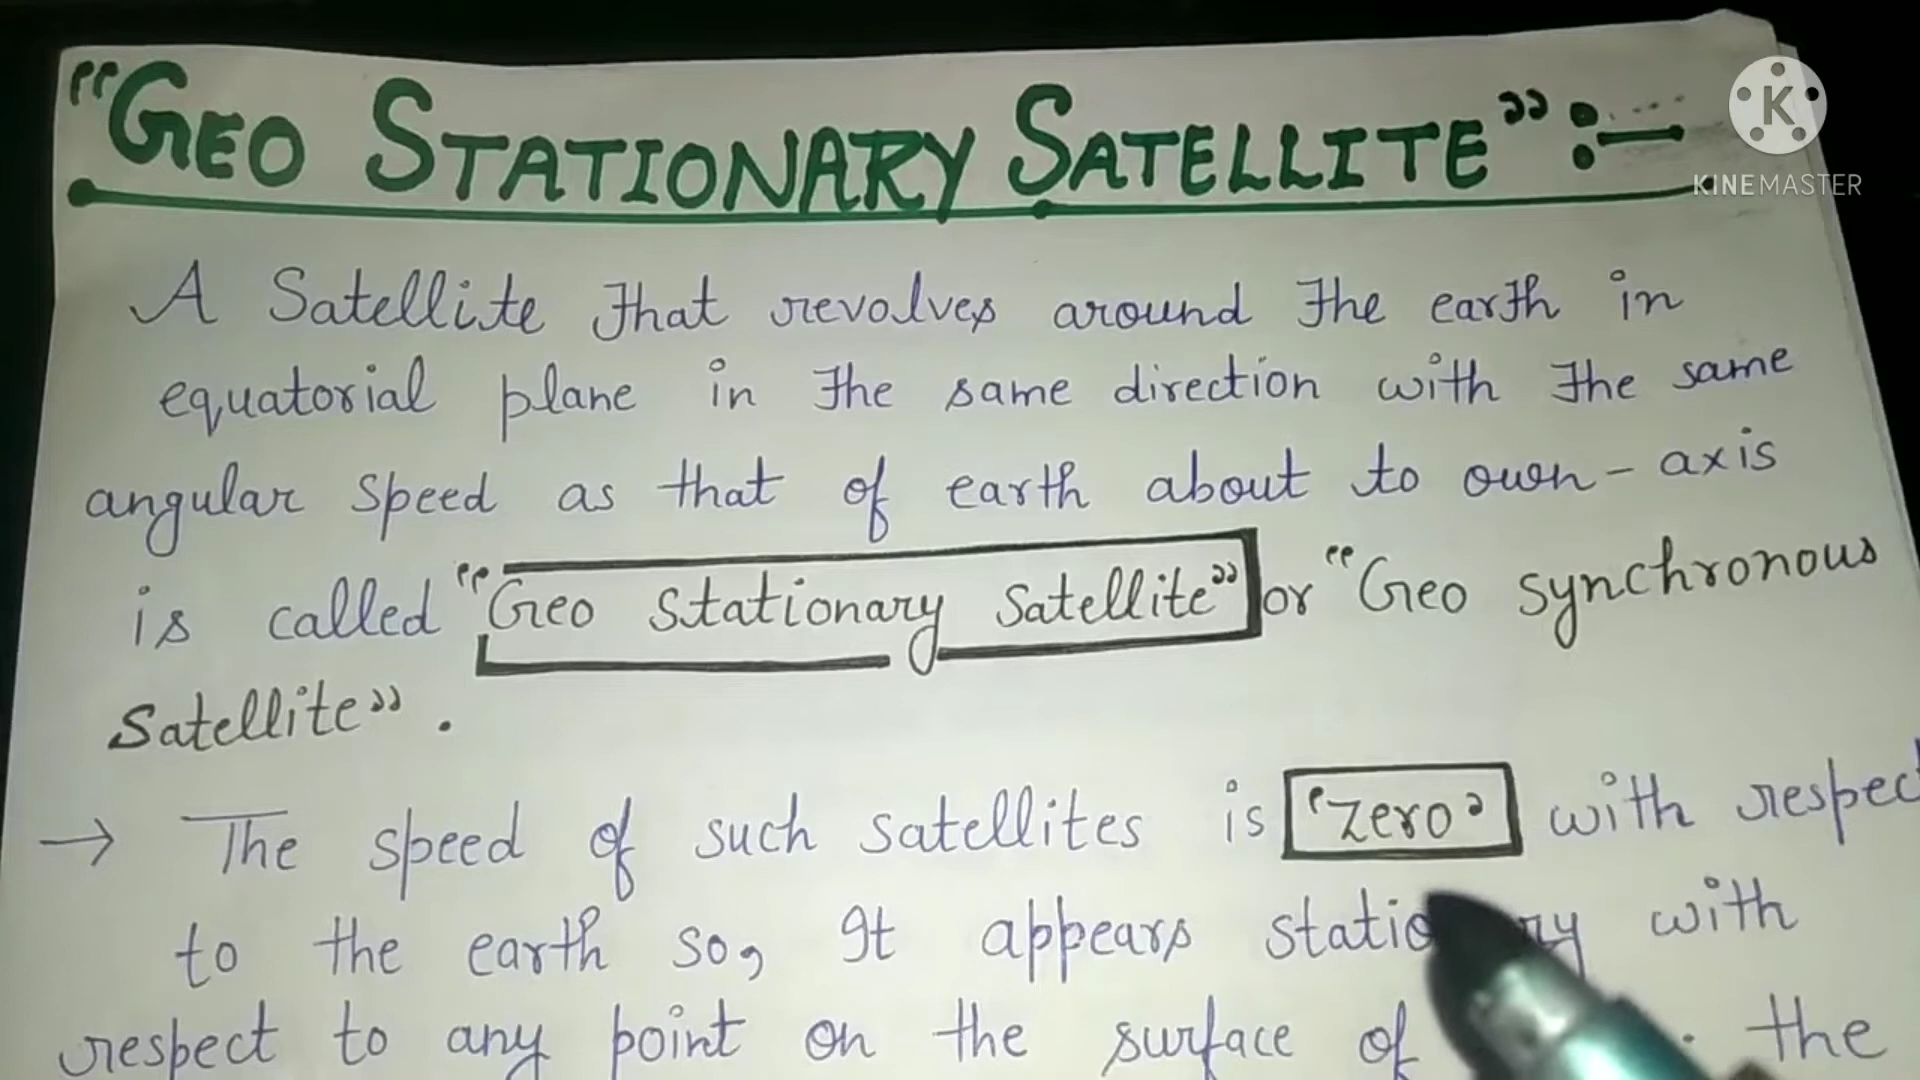 "GEO STATIONARY SATELLITE" :-
KINEMASTER
A Satellite that revolves around the earth in
equatorial plane in the same direction with the same
angular speed as that of earth about to own-axis
is called "Geo stationary satellite" or "Geo synchronous
Satellite".
→ The speed of such satellites is 'Zero' with respect
to the earth so, It appears stationary with
respect to any point on the surface of the